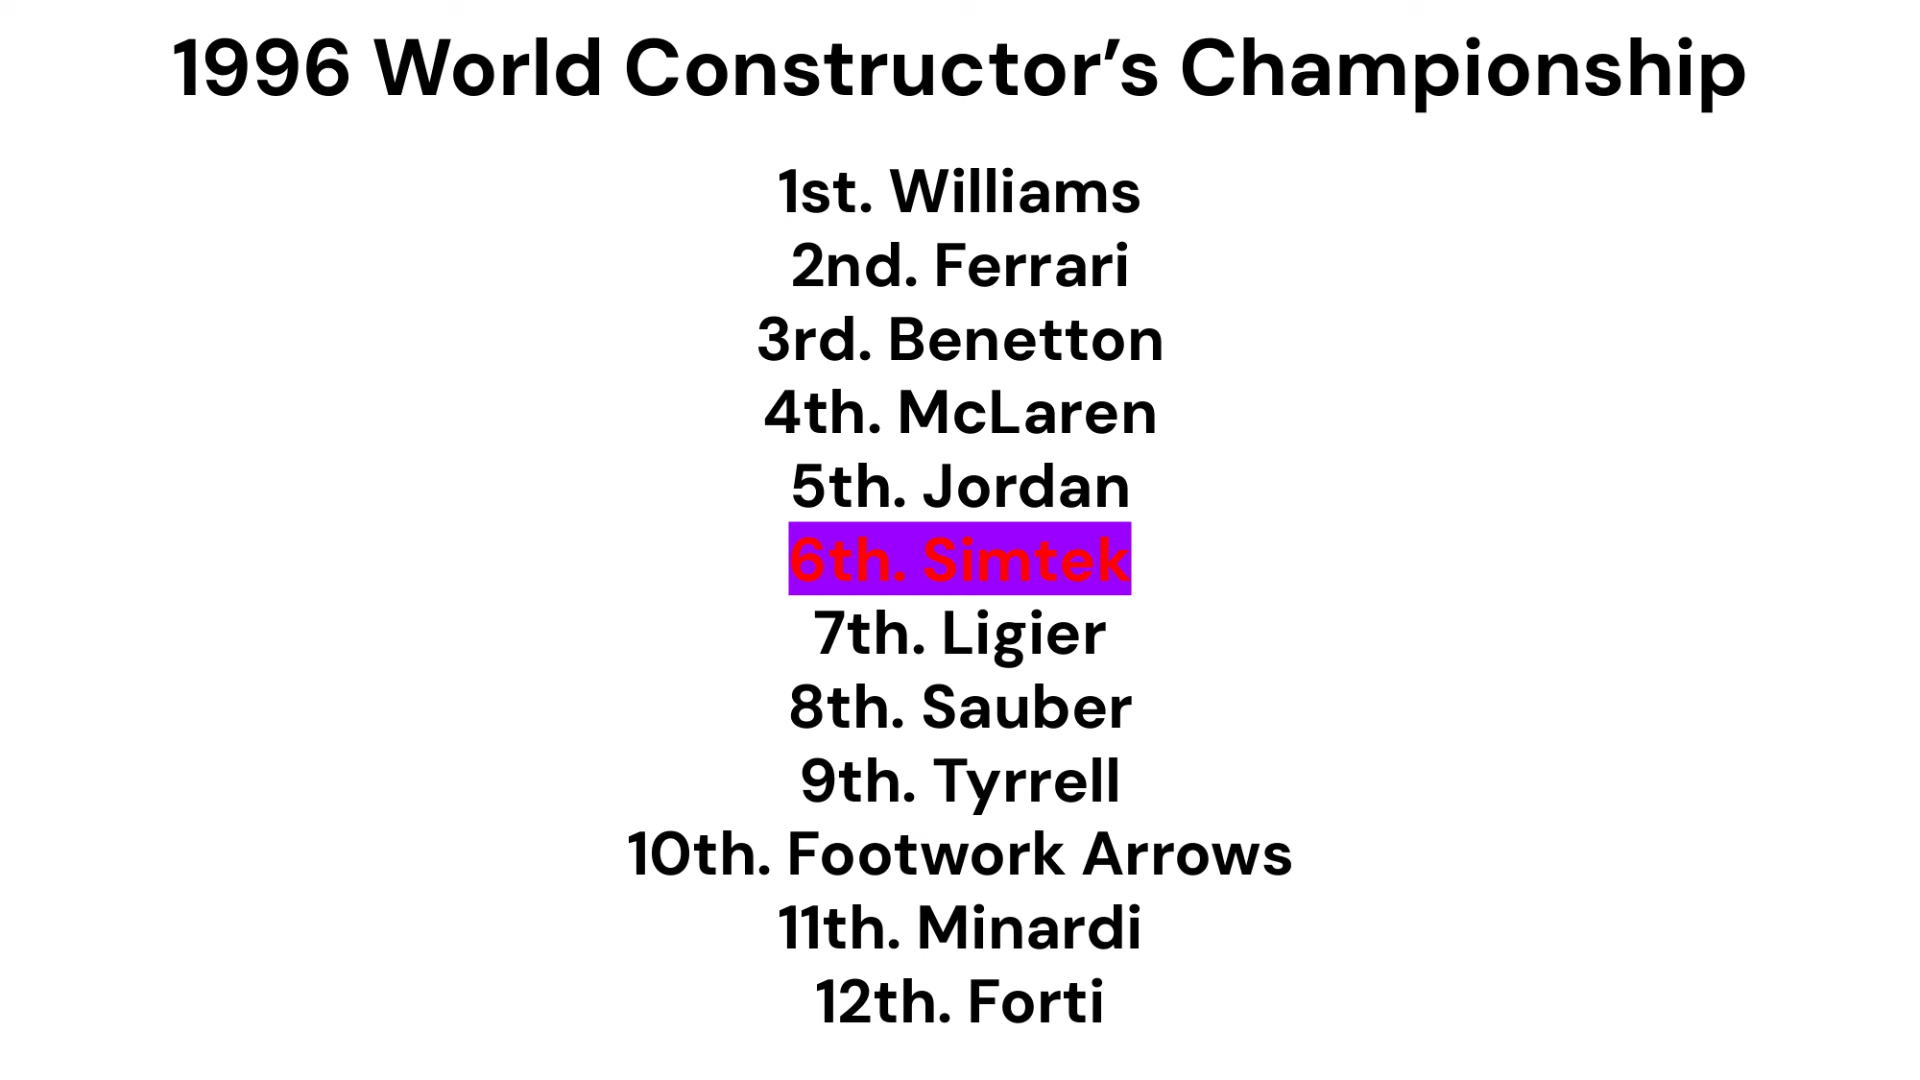 1996 World Constructor’s Championship
1st. Williams
2nd. Ferrari
3rd. Benetton
4th. McLaren
5th. Jordan
6th. Simtek
7th. Ligier
8th. Sauber
9th. Tyrrell
10th. Footwork Arrows
11th. Minardi
12th. Forti